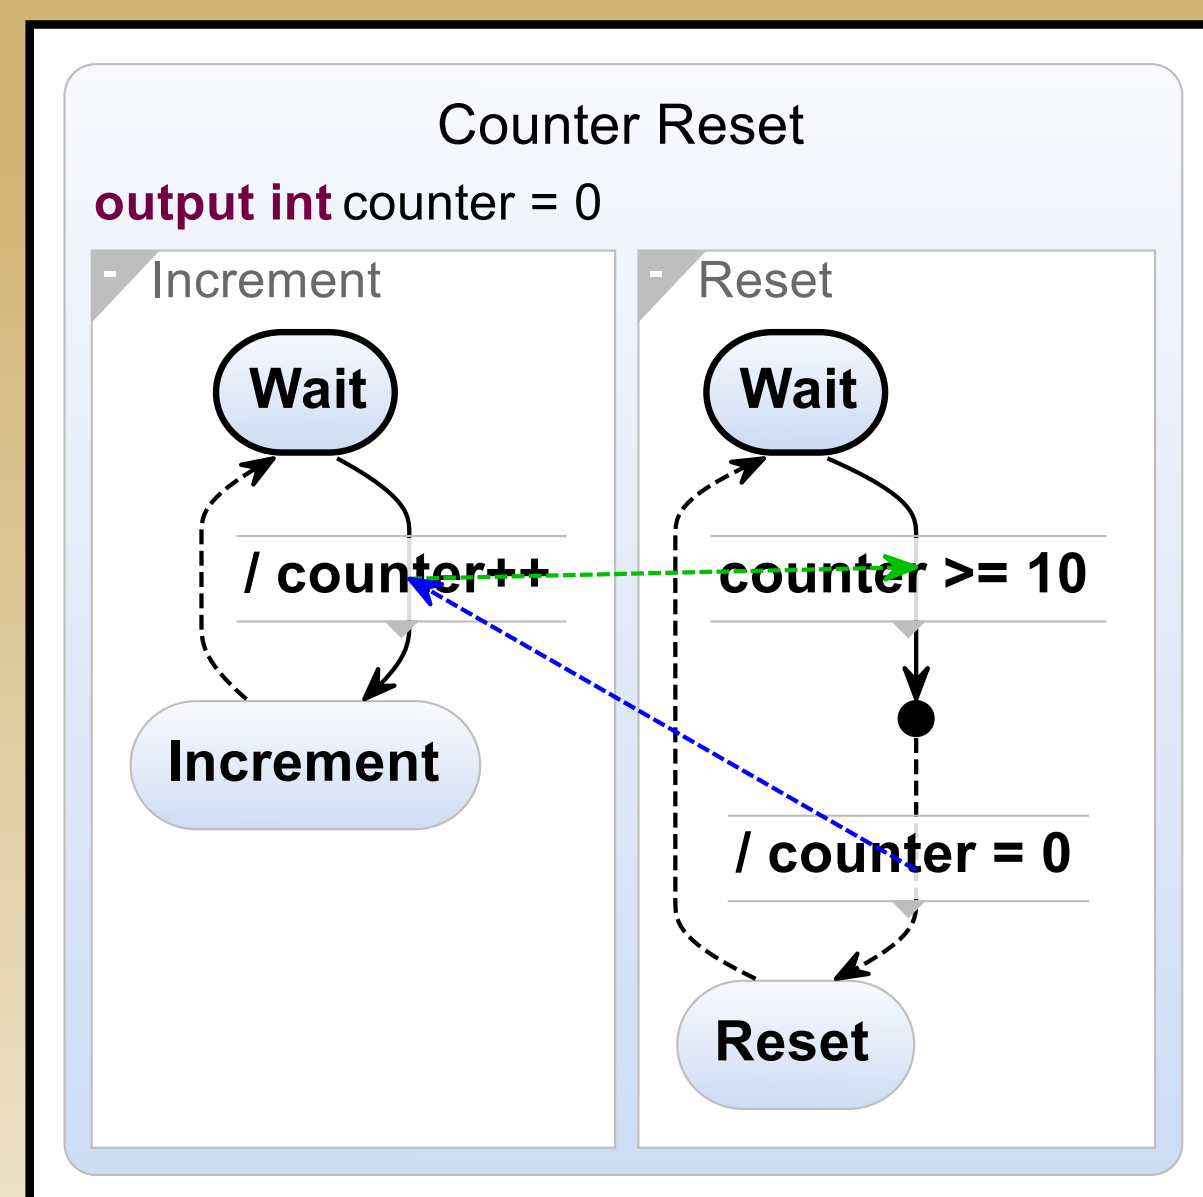 Counter Reset
output int counter = 0
- Increment
Wait
/ counter++
Increment
- Reset
Wait
counter >= 10
/ counter = 0
Reset